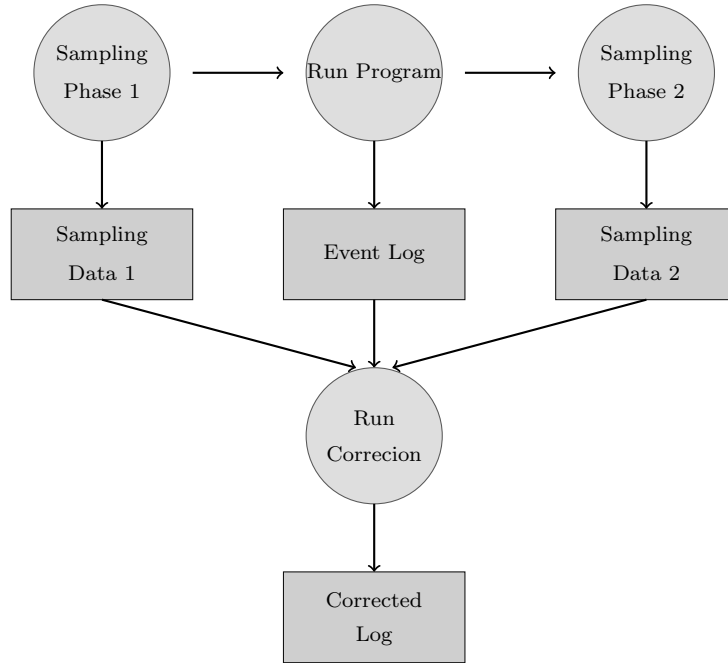 Sampling
Phase 1
Run Program
Sampling
Phase 2
Sampling
Data 1
Event Log
Sampling
Data 2
Run
Correcion
Corrected
Log